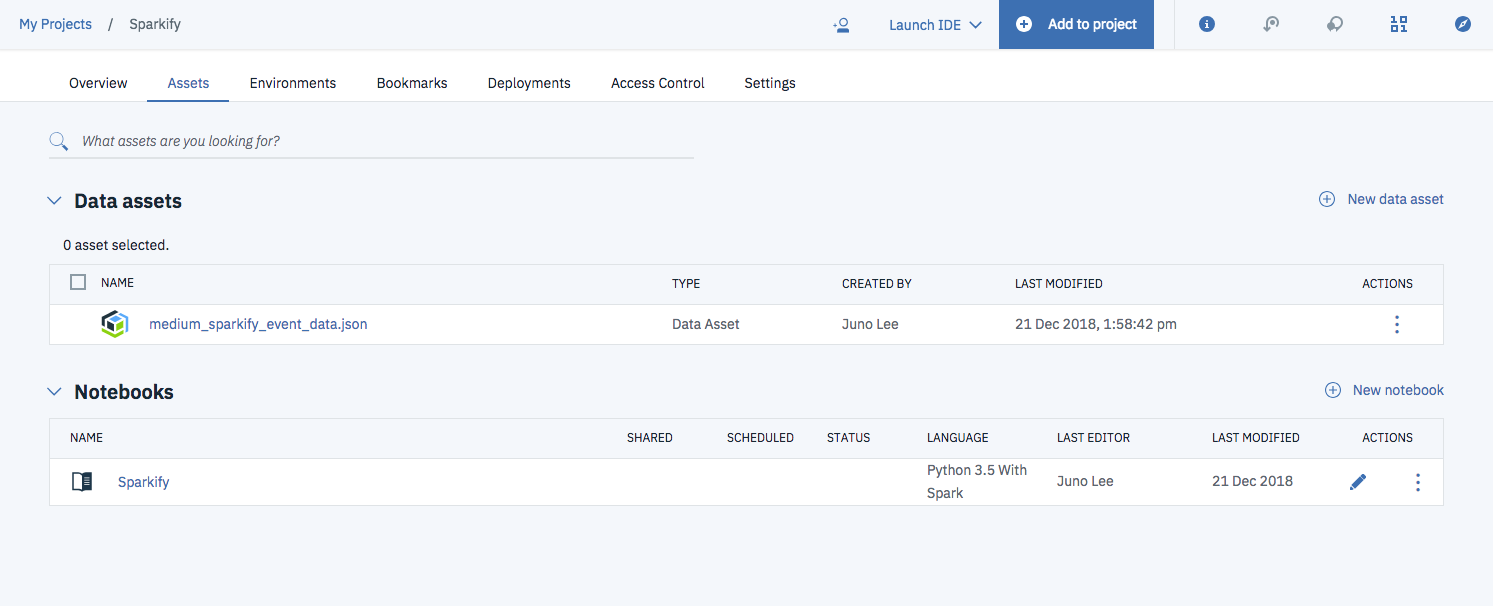 My Projects / Sparkify Launch IDE Add to project
Overview Assets Environments Bookmarks Deployments Access Control Settings
What assets are you looking for?
Data assets New data asset
0 asset selected.
NAME TYPE CREATED BY LAST MODIFIED ACTIONS
medium_sparkify_event_data.json Data Asset Juno Lee 21 Dec 2018, 1:58:42 pm
Notebooks New notebook
NAME SHARED SCHEDULED STATUS LANGUAGE LAST EDITOR LAST MODIFIED ACTIONS
Sparkify Python 3.5 With Juno Lee 21 Dec 2018
Spark